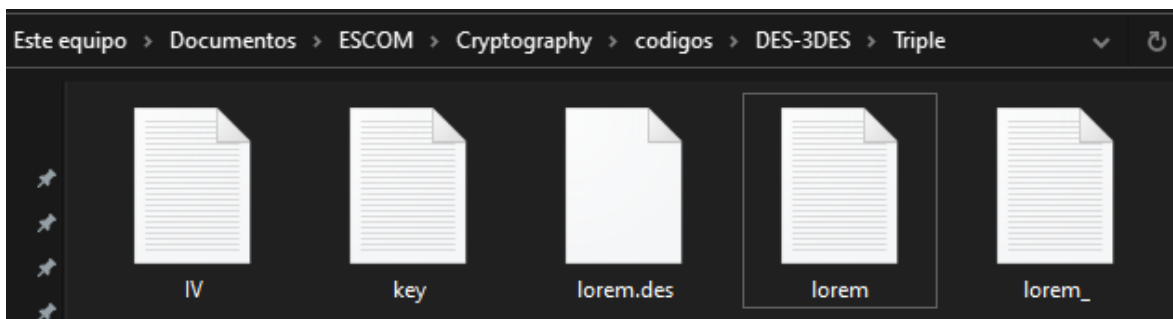 Este equipo > Documentos > ESCOM > Cryptography > codigos > DES-3DES > Triple
IV key lorem.des lorem lorem_